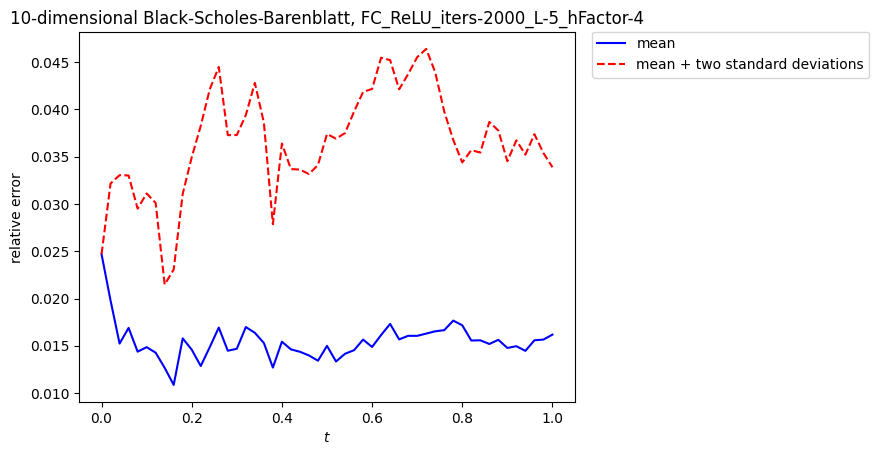 10-dimensional Black-Scholes-Barenblatt, FC_ReLU_iters-2000_L-5_hFactor-4
mean
mean + two standard deviations
relative error
0.045
0.040
0.035
0.030
0.025
0.020
0.015
0.010
0.0 0.2 0.4 0.6 0.8 1.0
t